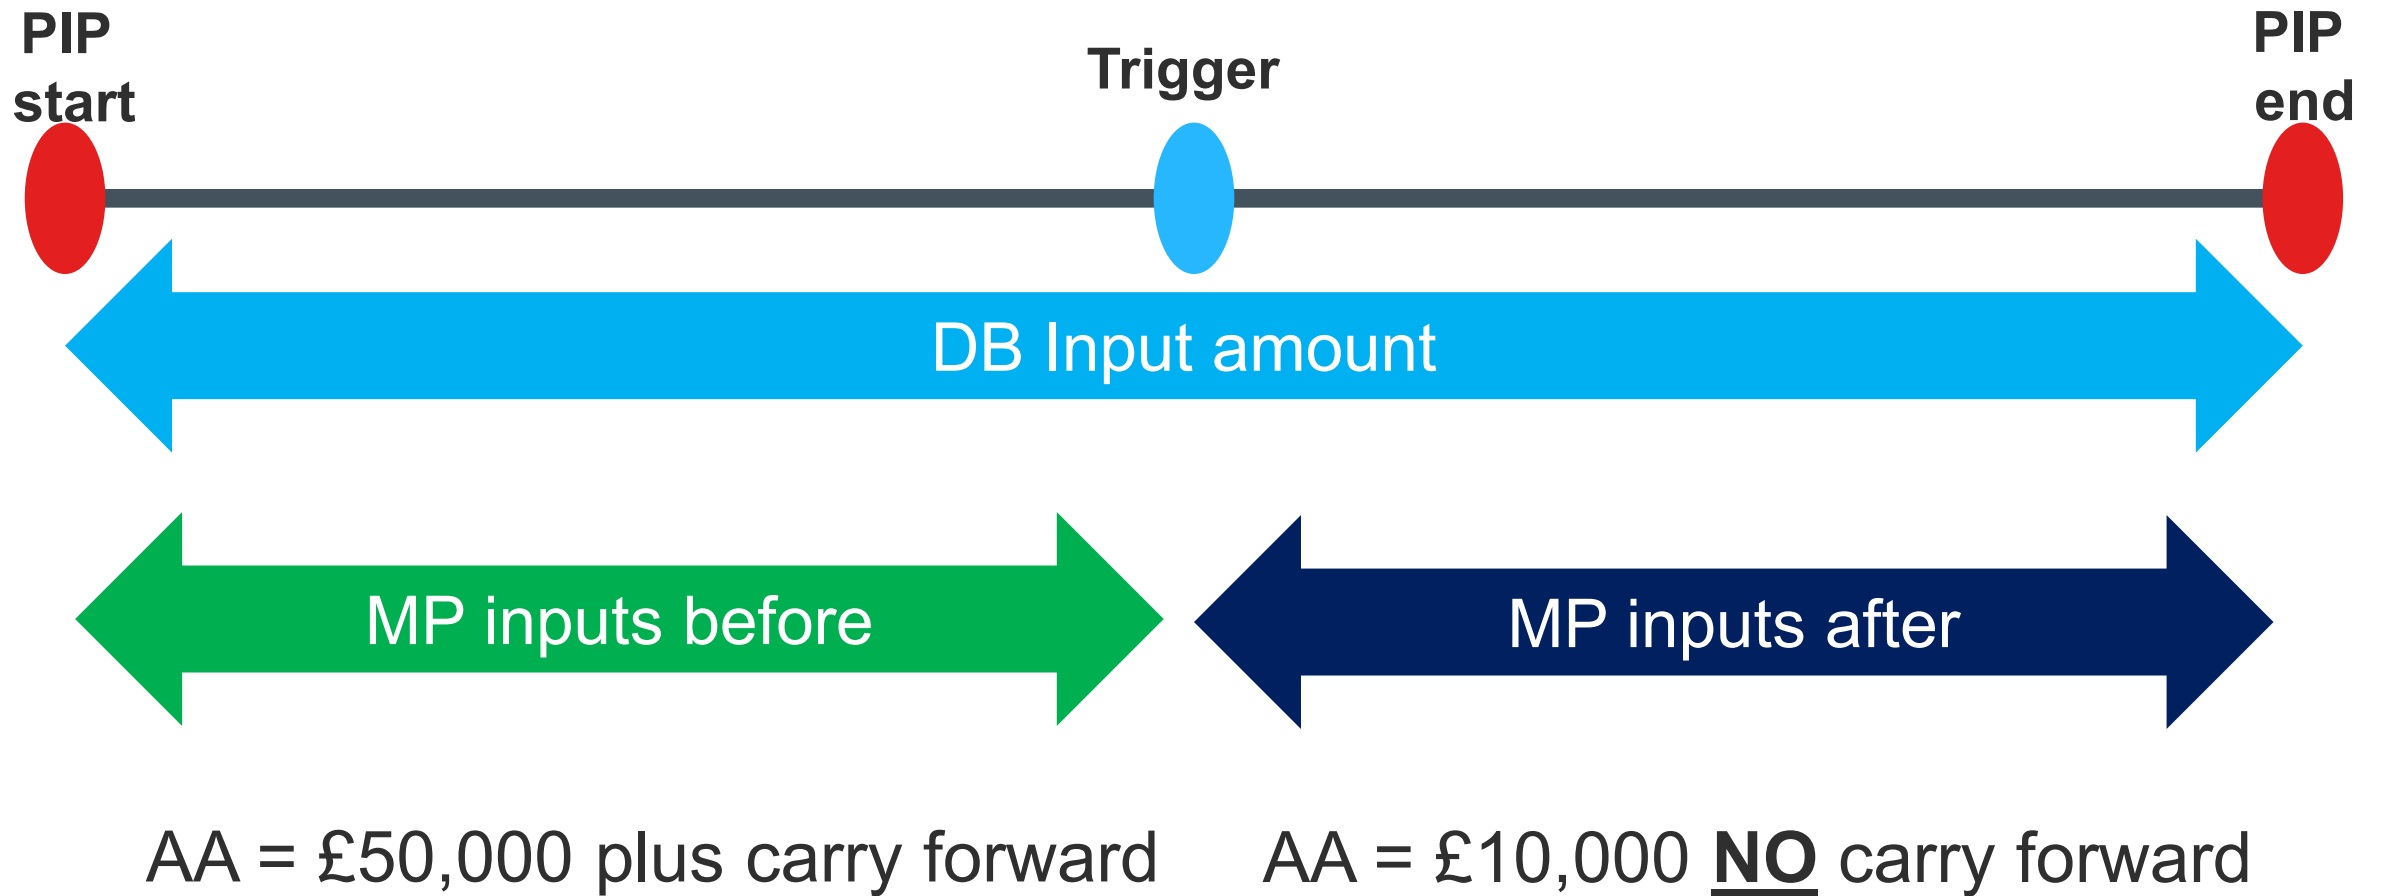 PIP
start
Trigger
PIP
end
DB Input amount
MP inputs before
MP inputs after
AA = £50,000 plus carry forward
AA = £10,000 NO carry forward